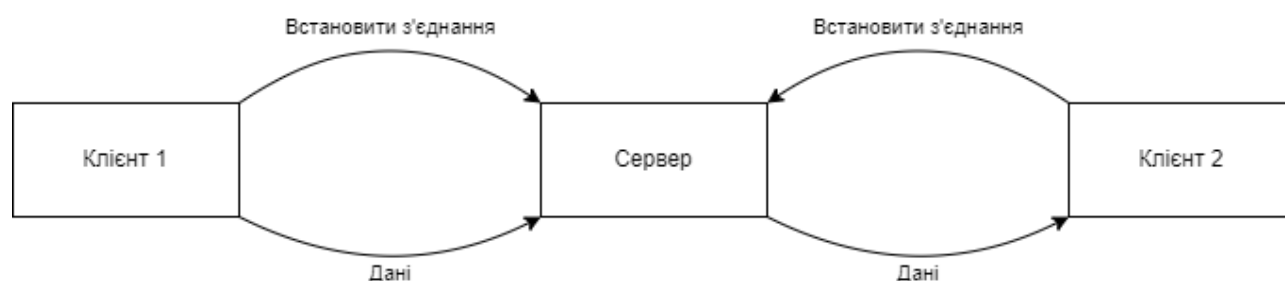 Встановити з'єднання
Встановити з'єднання
Клієнт 1
Сервер
Клієнт 2
Дані
Дані